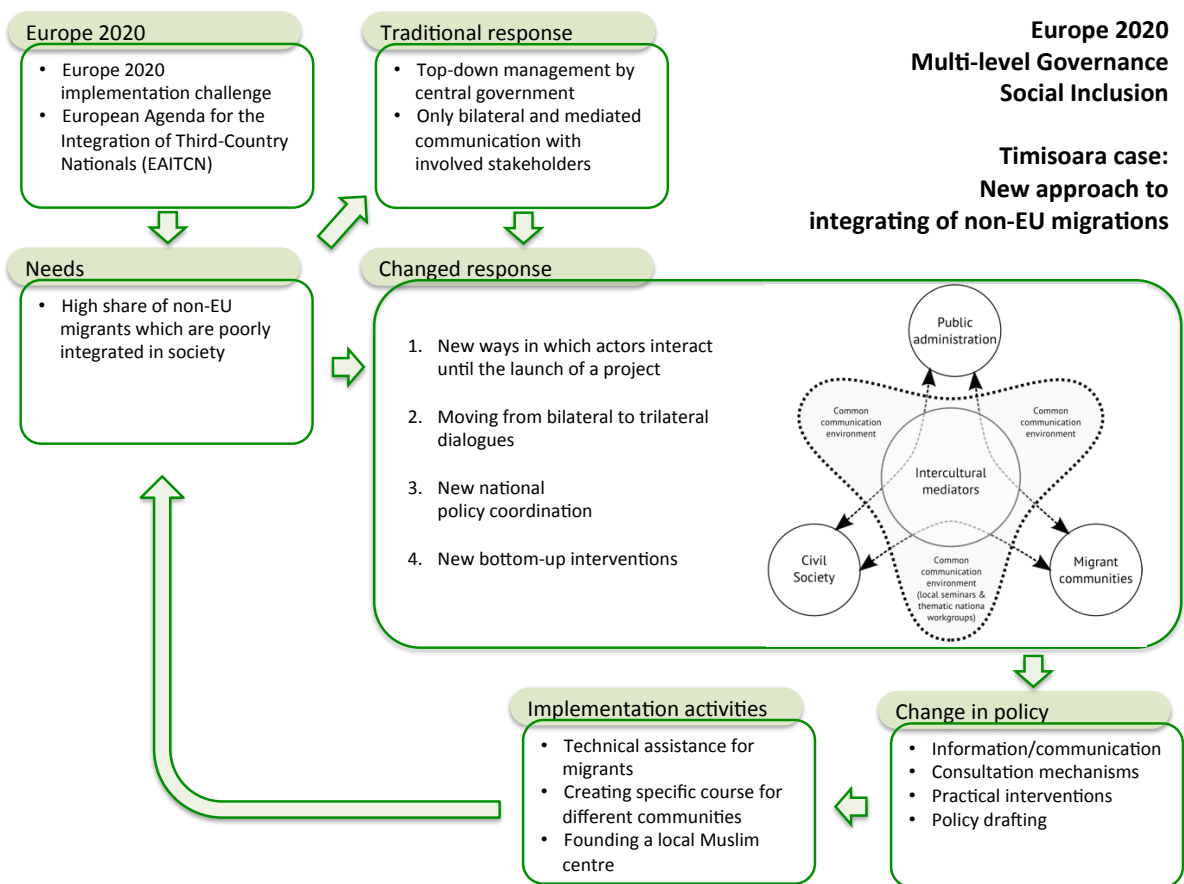 Europe 2020
Multi-level Governance
Social Inclusion
Timisoara case:
New approach to
integrating of non-EU migrations
Europe 2020
• Europe 2020
implementation challenge
• European Agenda for the
Integration of Third-Country
Nationals (EAITCN)
Traditional response
• Top-down management by
central government
• Only bilateral and mediated
communication with
involved stakeholders
Needs
• High share of non-EU
migrants which are poorly
integrated in society
Changed response
1. New ways in which actors interact
until the launch of a project
2. Moving from bilateral to trilateral
dialogues
3. New national
policy coordination
4. New bottom-up interventions
Public
administration
Common
communication
environment
Common
communication
environment
Intercultural
mediators
Civil
Society
Common
communication
environment
(local seminars &
thematic nationa
workgroups)
Migrant
communities
Implementation activities
• Technical assistance for
migrants
• Creating specific course for
different communities
• Founding a local Muslim
centre
Change in policy
• Information/communication
• Consultation mechanisms
• Practical interventions
• Policy drafting